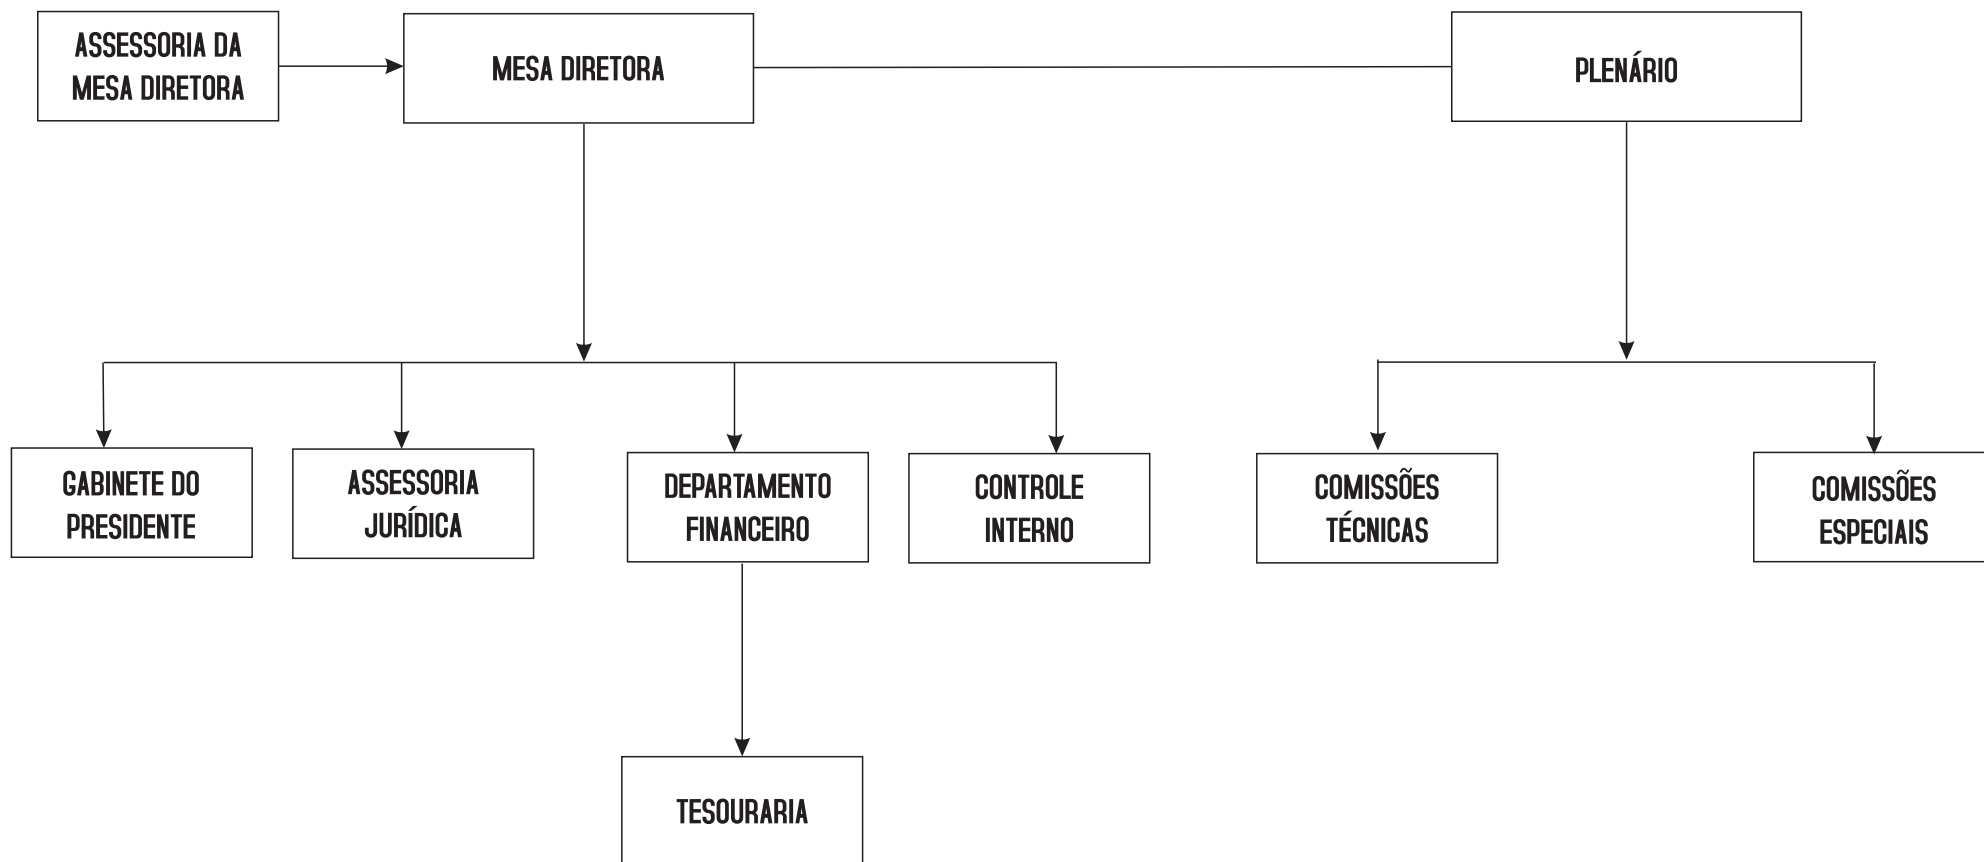 ASSESSORIA DA
MESA DIRETORA
MESA DIRETORA
PLENÁRIO
GABINETE DO
PRESIDENTE
ASSESSORIA
JURÍDICA
DEPARTAMENTO
FINANCEIRO
CONTROLE
INTERNO
COMISSÕES
TÉCNICAS
COMISSÕES
ESPECIAIS
TESOURARIA